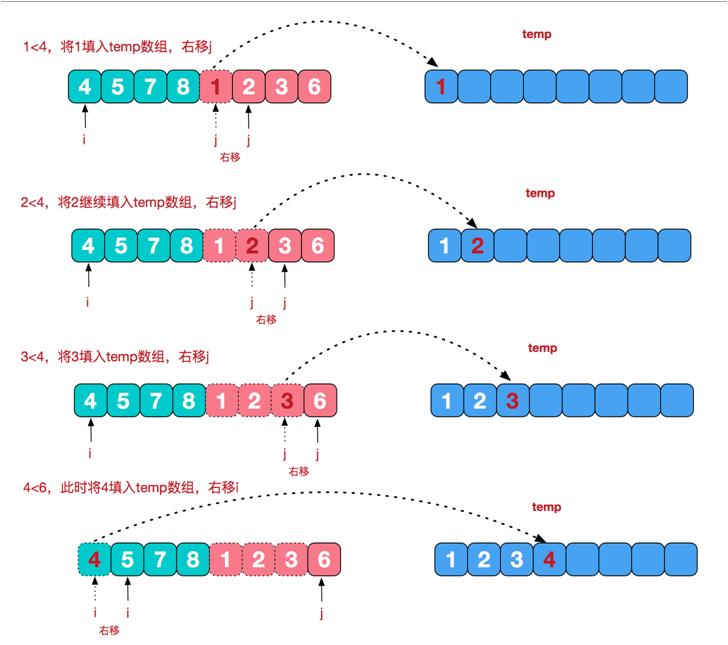 temp
1<4，将1填入temp数组，右移j
4 5 7 8 1 2 3 6
1
i j j
右移
temp
2<4，将2继续填入temp数组，右移j
4 5 7 8 1 2 3 6
1 2
i j j
右移
temp
3<4，将3填入temp数组，右移j
4 5 7 8 1 2 3 6
1 2 3
i j j
右移
4<6，此时将4填入temp数组，右移i
temp
4 5 7 8 1 2 3 6
1 2 3 4
i i j
右移